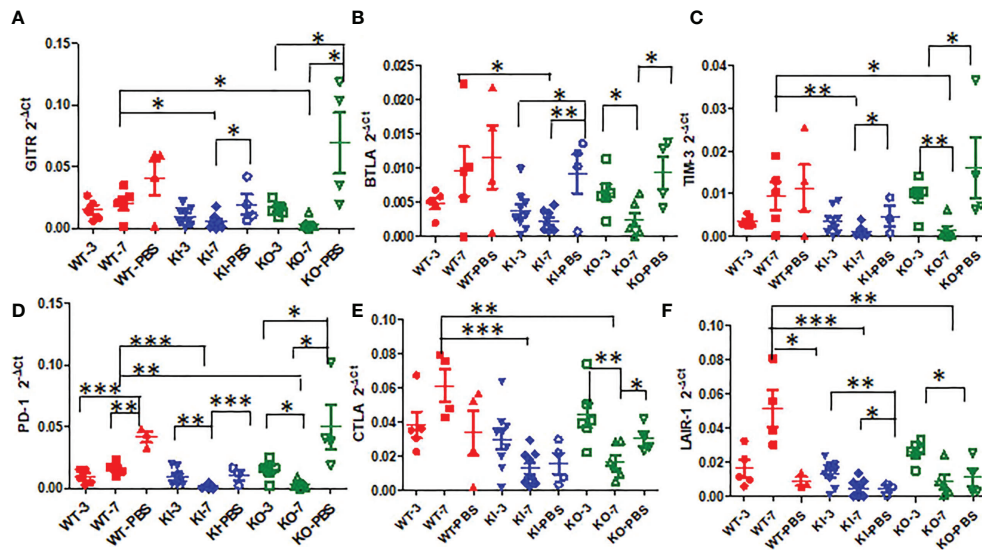 A
GITR 2^-ΔCt
0.15
0.10
0.05
0.00
* * * * *
WT-3 WT-7 WT-PBS KI-3 KI-7 KI-PBS KO-3 KO-7 KO-PBS
B
BTLA 2^-ΔCt
0.025
0.020
0.015
0.010
0.005
0.000
* * ** * *
WT-3 WT-7 WT-PBS KI-3 KI-7 KI-PBS KO-3 KO-7 KO-PBS
C
TIM-3 2^-ΔCt
0.04
0.03
0.02
0.01
0.00
* ** * ** *
WT-3 WT-7 WT-PBS KI-3 KI-7 KI-PBS KO-3 KO-7 KO-PBS
D
PD-1 2^-ΔCt
0.15
0.10
0.05
0.00
*** ** *** ** ** *** * * *
WT-3 WT-7 WT-PBS KI-3 KI-7 KI-PBS KO-3 KO-7 KO-PBS
E
CTLA 2^-ΔCt
0.10
0.08
0.06
0.04
0.02
0.00
** *** ** *
WT-3 WT-7 WT-PBS KI-3 KI-7 KI-PBS KO-3 KO-7 KO-PBS
F
LAIR-1 2^-ΔCt
0.10
0.08
0.06
0.04
0.02
0.00
** *** * ** * *
WT-3 WT-7 WT-PBS KI-3 KI-7 KI-PBS KO-3 KO-7 KO-PBS